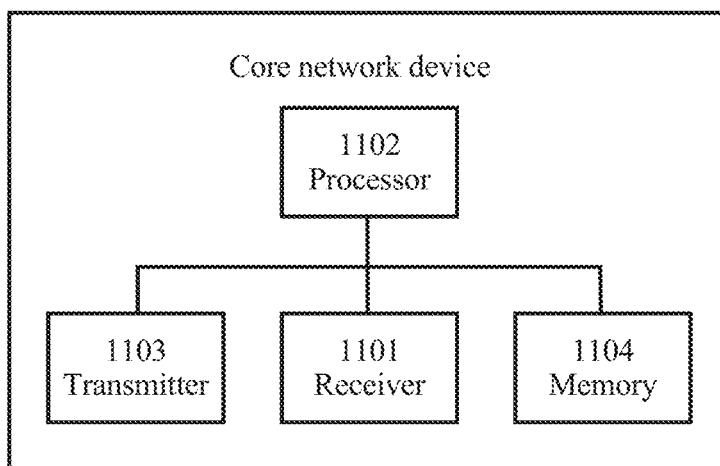 Core network device
1102
Processor
1103
Transmitter
1101
Receiver
1104
Memory